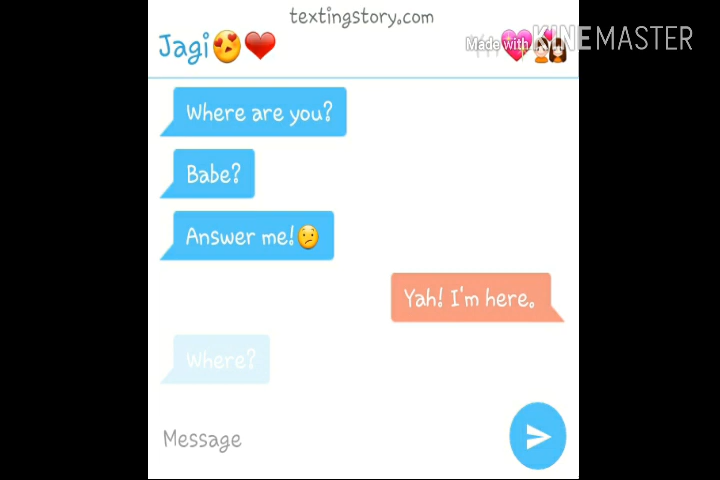 textingstory.com
Jagi😍❤️
Made with KINEMASTER
Where are you?
Babe?
Answer me!😕
Yah! I'm here.
Where?
Message